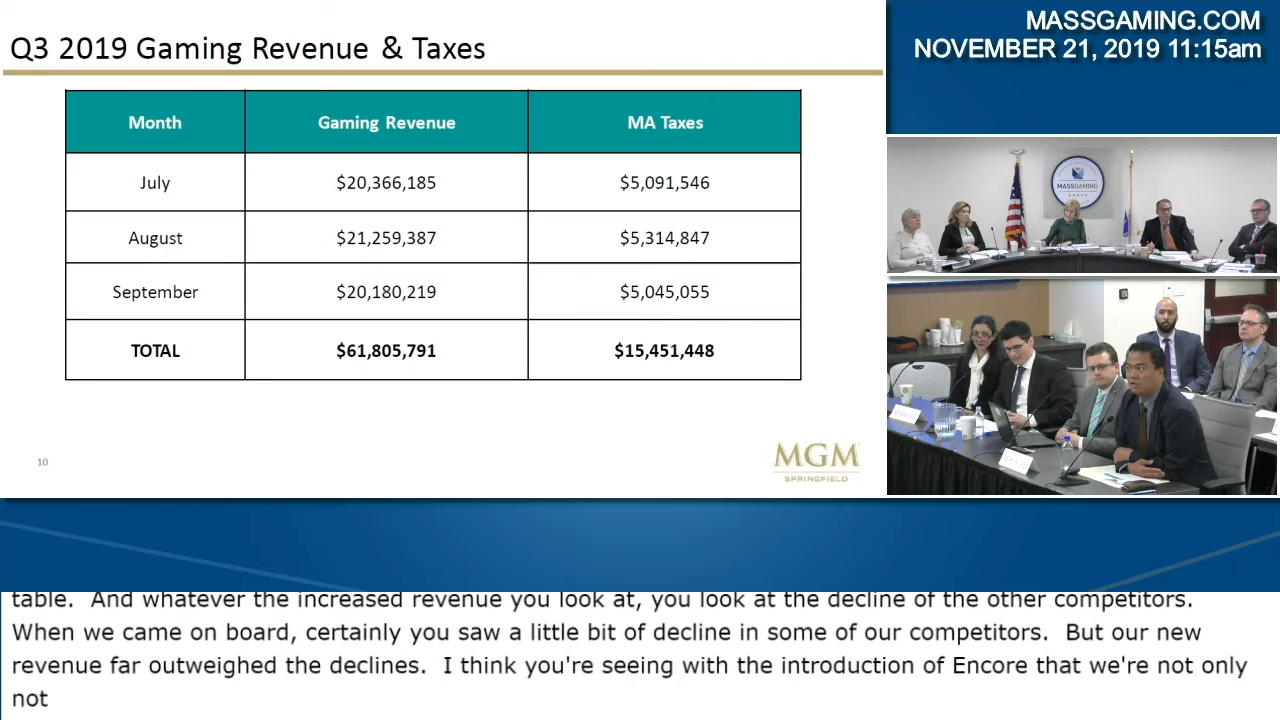 Q3 2019 Gaming Revenue & Taxes
MASSGAMING.COM
NOVEMBER 21, 2019 11:15am
Month Gaming Revenue MA Taxes
July $20,366,185 $5,091,546
August $21,259,387 $5,314,847
September $20,180,219 $5,045,055
TOTAL $61,805,791 $15,451,448
10
MGM
SPRINGFIELD
MASSGAMING
table. And whatever the increased revenue you look at, you look at the decline of the other competitors.
When we came on board, certainly you saw a little bit of decline in some of our competitors. But our new
revenue far outweighed the declines. I think you're seeing with the introduction of Encore that we're not only
not